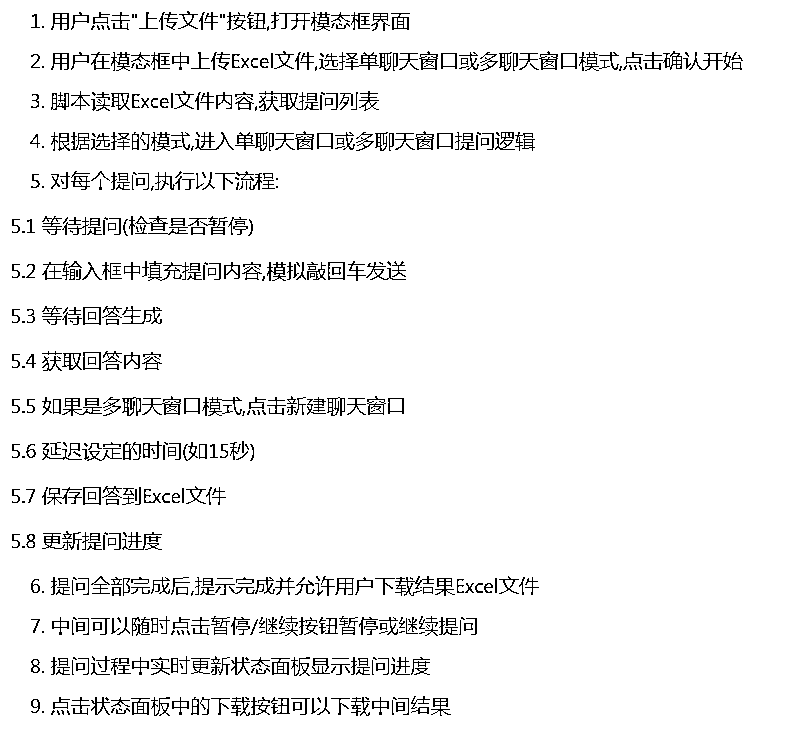 1. 用户点击"上传文件"按钮,打开模态框界面
2. 用户在模态框中上传Excel文件,选择单聊天窗口或多聊天窗口模式,点击确认开始
3. 脚本读取Excel文件内容,获取提问列表
4. 根据选择的模式,进入单聊天窗口或多聊天窗口提问逻辑
5. 对每个提问,执行以下流程:
5.1 等待提问(检查是否暂停)
5.2 在输入框中填充提问内容,模拟敲回车发送
5.3 等待回答生成
5.4 获取回答内容
5.5 如果是多聊天窗口模式,点击新建聊天窗口
5.6 延迟设定的时间(如15秒)
5.7 保存回答到Excel文件
5.8 更新提问进度
6. 提问全部完成后,提示完成并允许用户下载结果Excel文件
7. 中间可以随时点击暂停/继续按钮暂停或继续提问
8. 提问过程中实时更新状态面板显示提问进度
9. 点击状态面板中的下载按钮可以下载中间结果